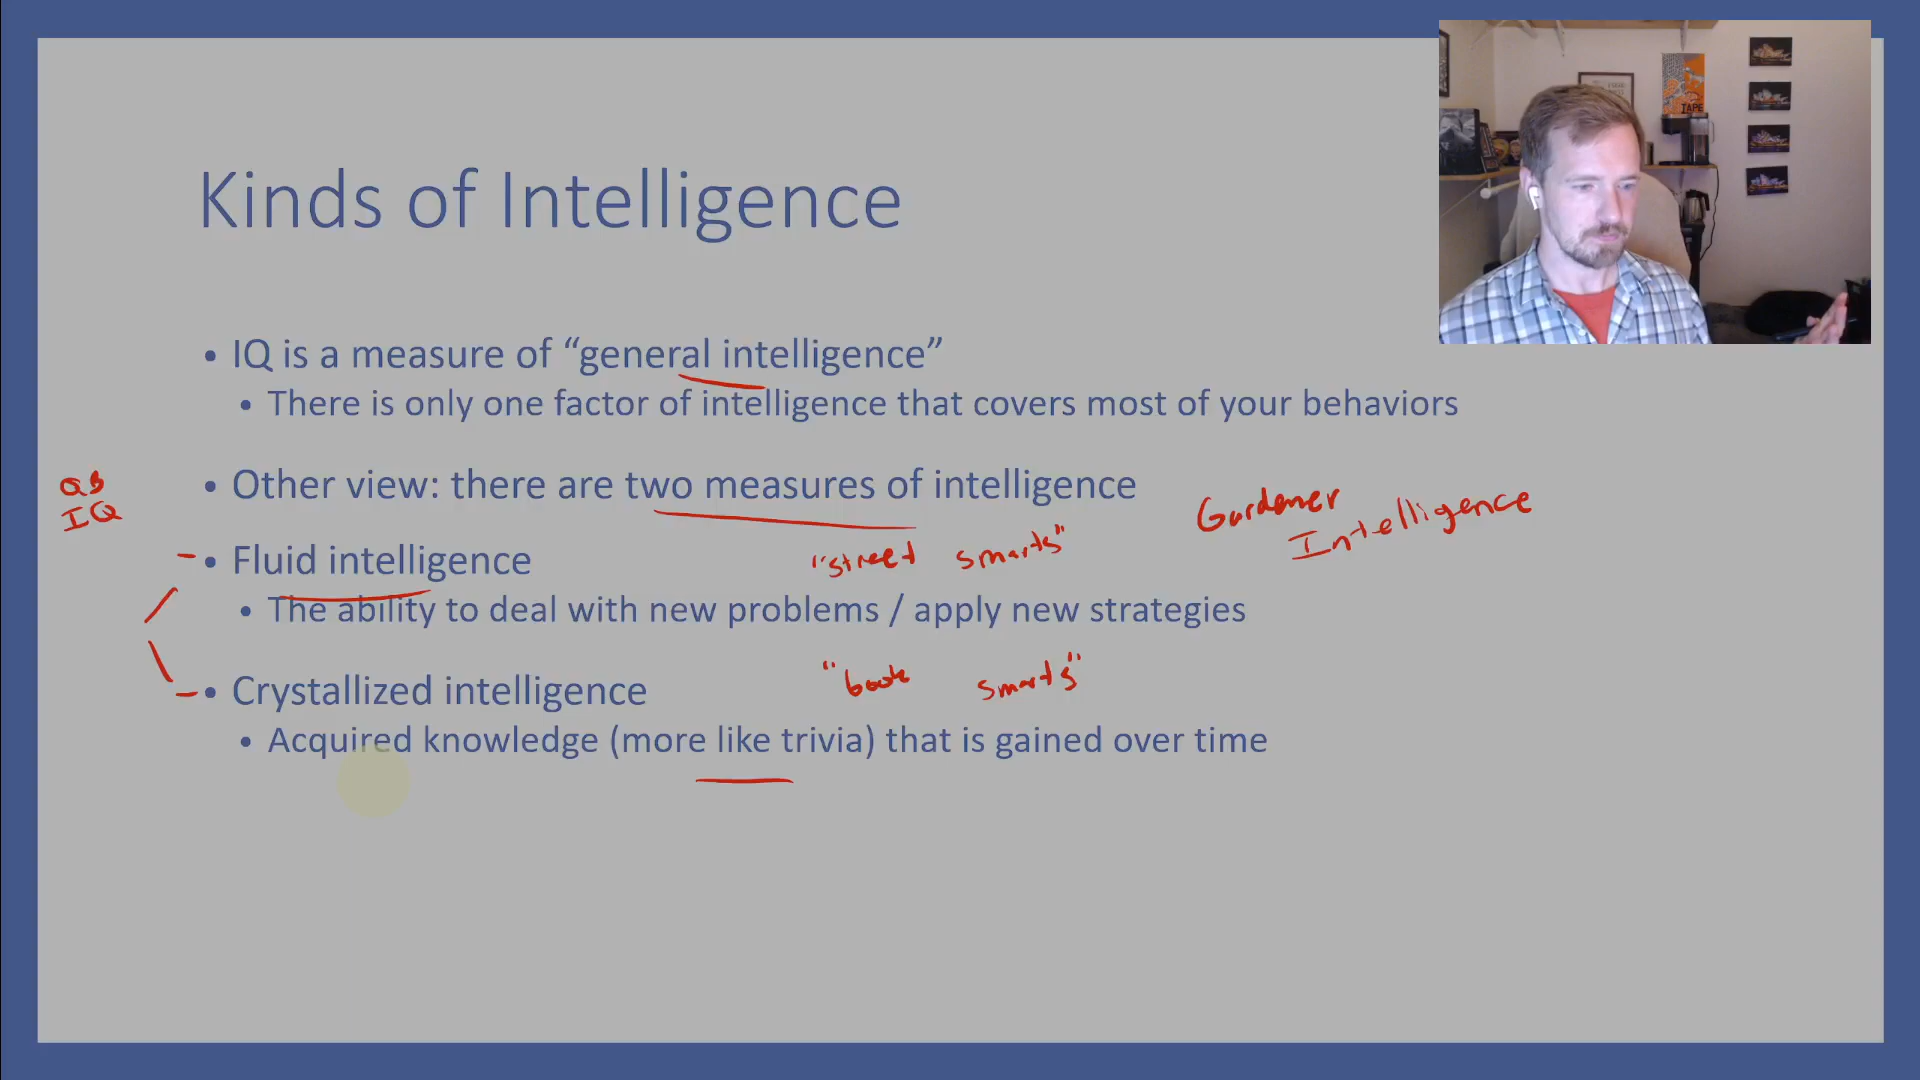 TAPE
Kinds of Intelligence
• IQ is a measure of “general intelligence”
• There is only one factor of intelligence that covers most of your behaviors
as
IQ
• Other view: there are two measures of intelligence
Gardener
Intelligence
• Fluid intelligence
"street smarts"
• The ability to deal with new problems / apply new strategies
• Crystallized intelligence
"book smarts"
• Acquired knowledge (more like trivia) that is gained over time